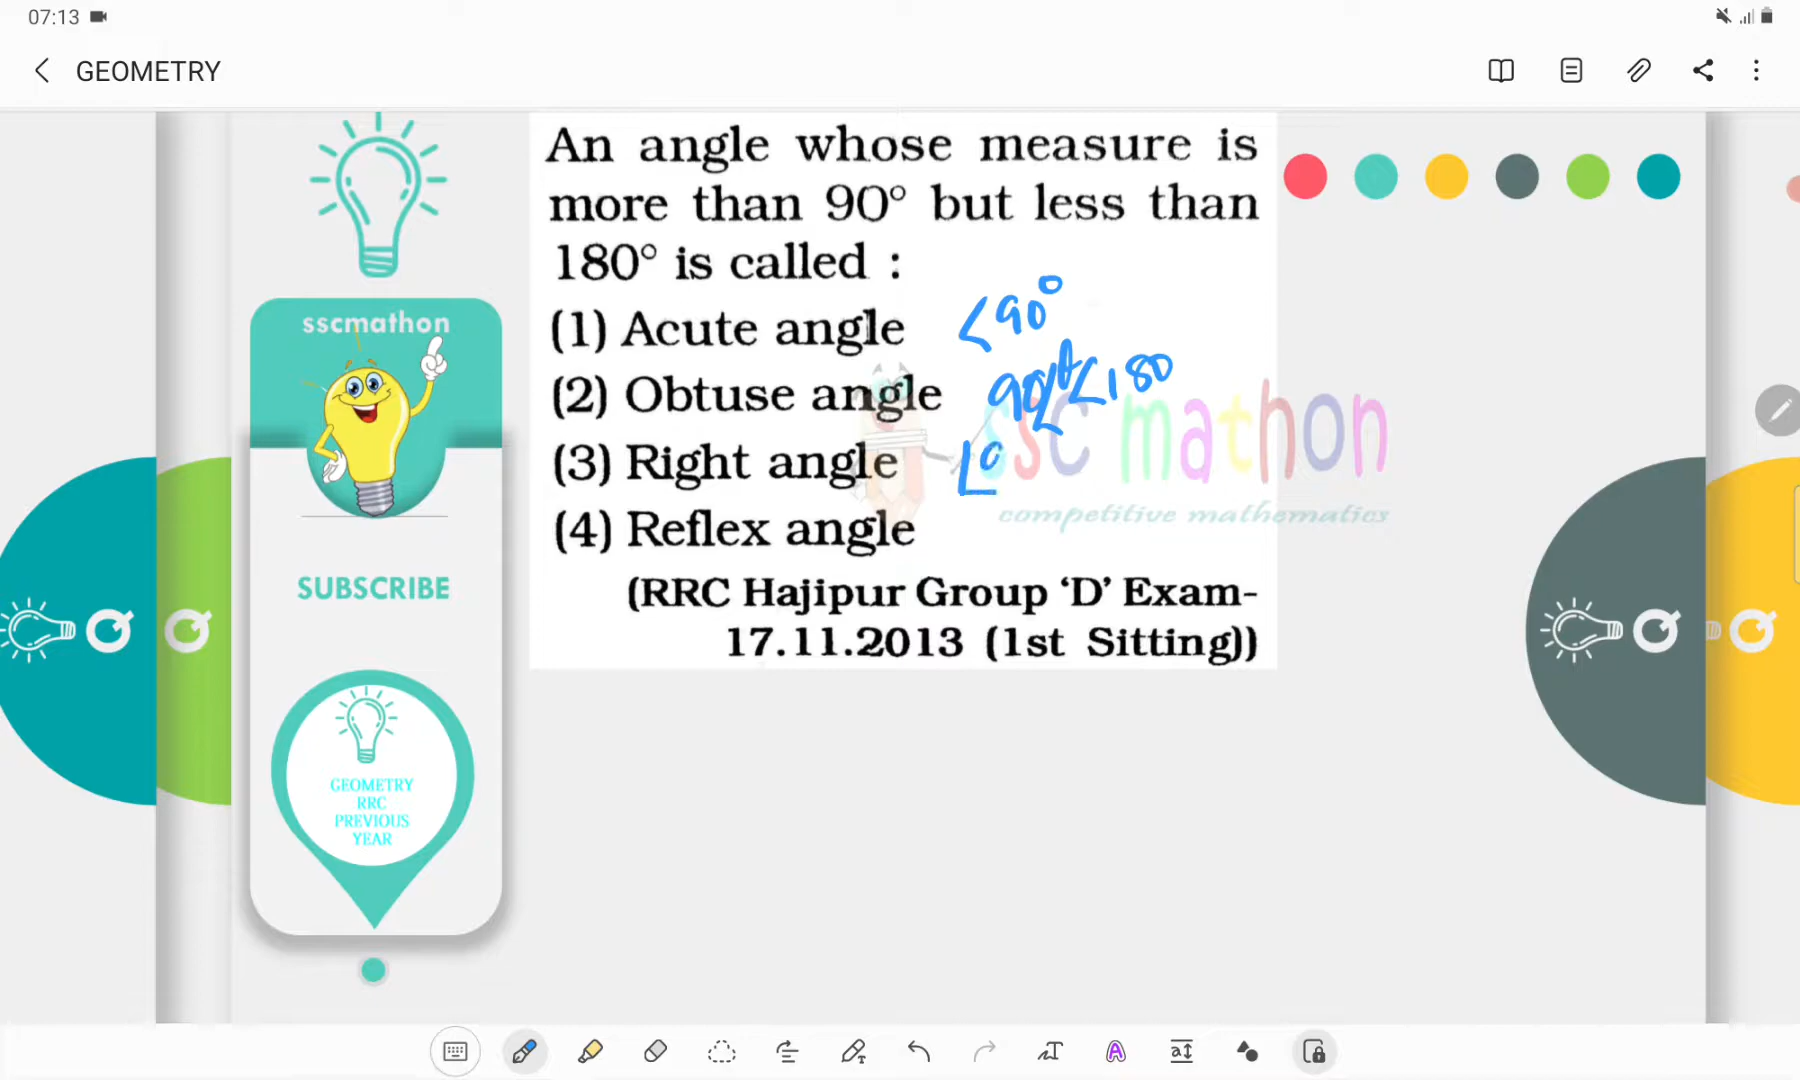 07:13
GEOMETRY
An angle whose measure is
more than 90° but less than
180° is called :
(1) Acute angle <90°
(2) Obtuse angle 90<A<180
(3) Right angle
(4) Reflex angle
(RRC Hajipur Group ‘D’ Exam-
17.11.2013 (1st Sitting))
sscmathon
SUBSCRIBE
GEOMETRY
RRC
PREVIOUS
YEAR
ssc mathon
competitive mathematics
Q
Q
Q
Q